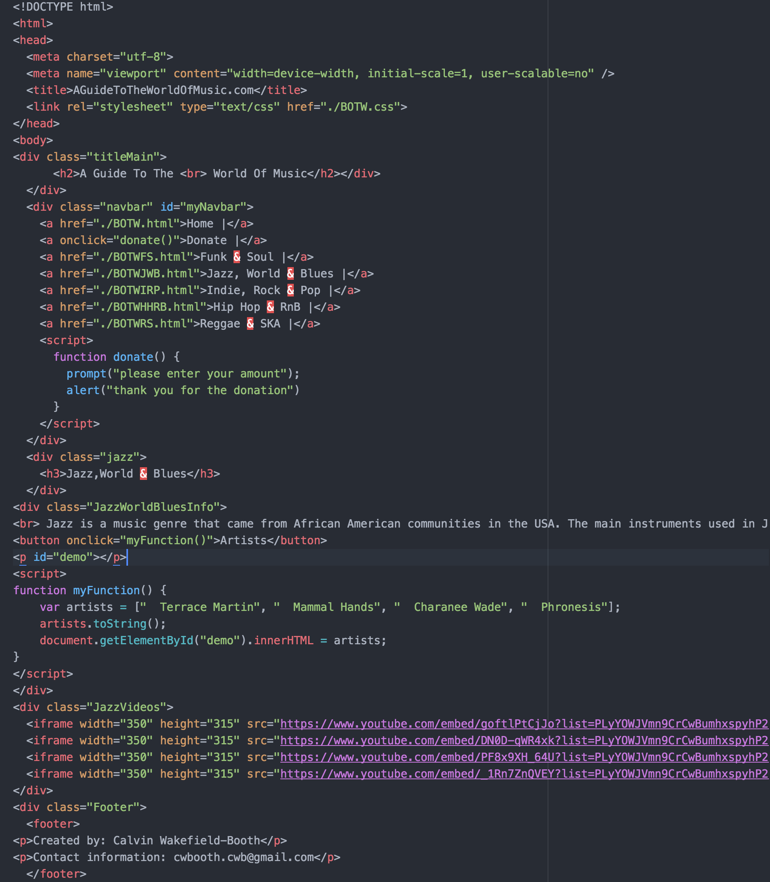 <!DOCTYPE html>
<html>
<head>
  <meta charset="utf-8">
  <meta name="viewport" content="width=device-width, initial-scale=1, user-scalable=no" />
  <title>AGuideToTheWorldOfMusic.com</title>
  <link rel="stylesheet" type="text/css" href="./BOTW.css">
</head>
<body>
<div class="titleMain">
      <h2>A Guide To The <br> World Of Music</h2></div>
  </div>
  <div class="navbar" id="myNavbar">
    <a href="./BOTW.html">Home |</a>
    <a onclick="donate()">Donate |</a>
    <a href="./BOTWFS.html">Funk & Soul |</a>
    <a href="./BOTWJWB.html">Jazz, World & Blues |</a>
    <a href="./BOTWIRP.html">Indie, Rock & Pop |</a>
    <a href="./BOTWHHRB.html">Hip Hop & RnB |</a>
    <a href="./BOTWRS.html">Reggae & SKA |</a>
    <script>
      function donate() {
        prompt("please enter your amount");
        alert("thank you for the donation")
      }
    </script>
  </div>
  <div class="jazz">
    <h3>Jazz,World & Blues</h3>
  </div>
<div class="JazzWorldBluesInfo">
<br> Jazz is a music genre that came from African American communities in the USA. The main instruments used in J
<button onclick="myFunction()">Artists</button>
<p id="demo"></p>
<script>
function myFunction() {
    var artists = ["  Terrace Martin", "  Mammal Hands", "  Charanee Wade", "  Phronesis"];
    artists.toString();
    document.getElementById("demo").innerHTML = artists;
}
</script>
</div>
<div class="JazzVideos">
  <iframe width="350" height="315" src="https://www.youtube.com/embed/goftlPtCjJo?list=PLyYOWJVmn9CrCwBumhxspyhP2
  <iframe width="350" height="315" src="https://www.youtube.com/embed/DN0D-qWR4xk?list=PLyYOWJVmn9CrCwBumhxspyhP2
  <iframe width="350" height="315" src="https://www.youtube.com/embed/PF8x9XH_64U?list=PLyYOWJVmn9CrCwBumhxspyhP2
  <iframe width="350" height="315" src="https://www.youtube.com/embed/_1Rn7ZnQVEY?list=PLyYOWJVmn9CrCwBumhxspyhP2
</div>
<div class="Footer">
  <footer>
<p>Created by: Calvin Wakefield-Booth</p>
<p>Contact information: cwbooth.cwb@gmail.com</p>
  </footer>